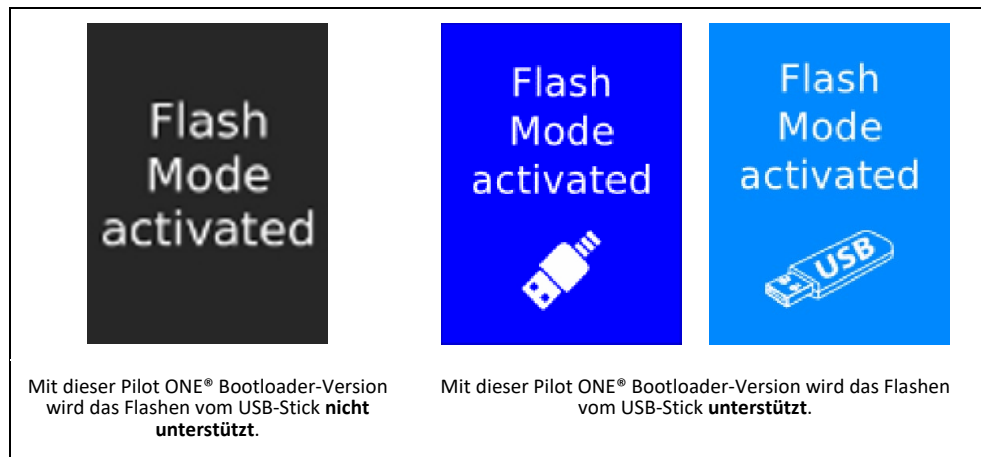 Flash
Mode
activated
Flash
Mode
activated
Flash
Mode
activated
USB
Mit dieser Pilot ONE® Bootloader-Version
wird das Flashen vom USB-Stick nicht
unterstützt.
Mit dieser Pilot ONE® Bootloader-Version wird das Flashen
vom USB-Stick unterstützt.